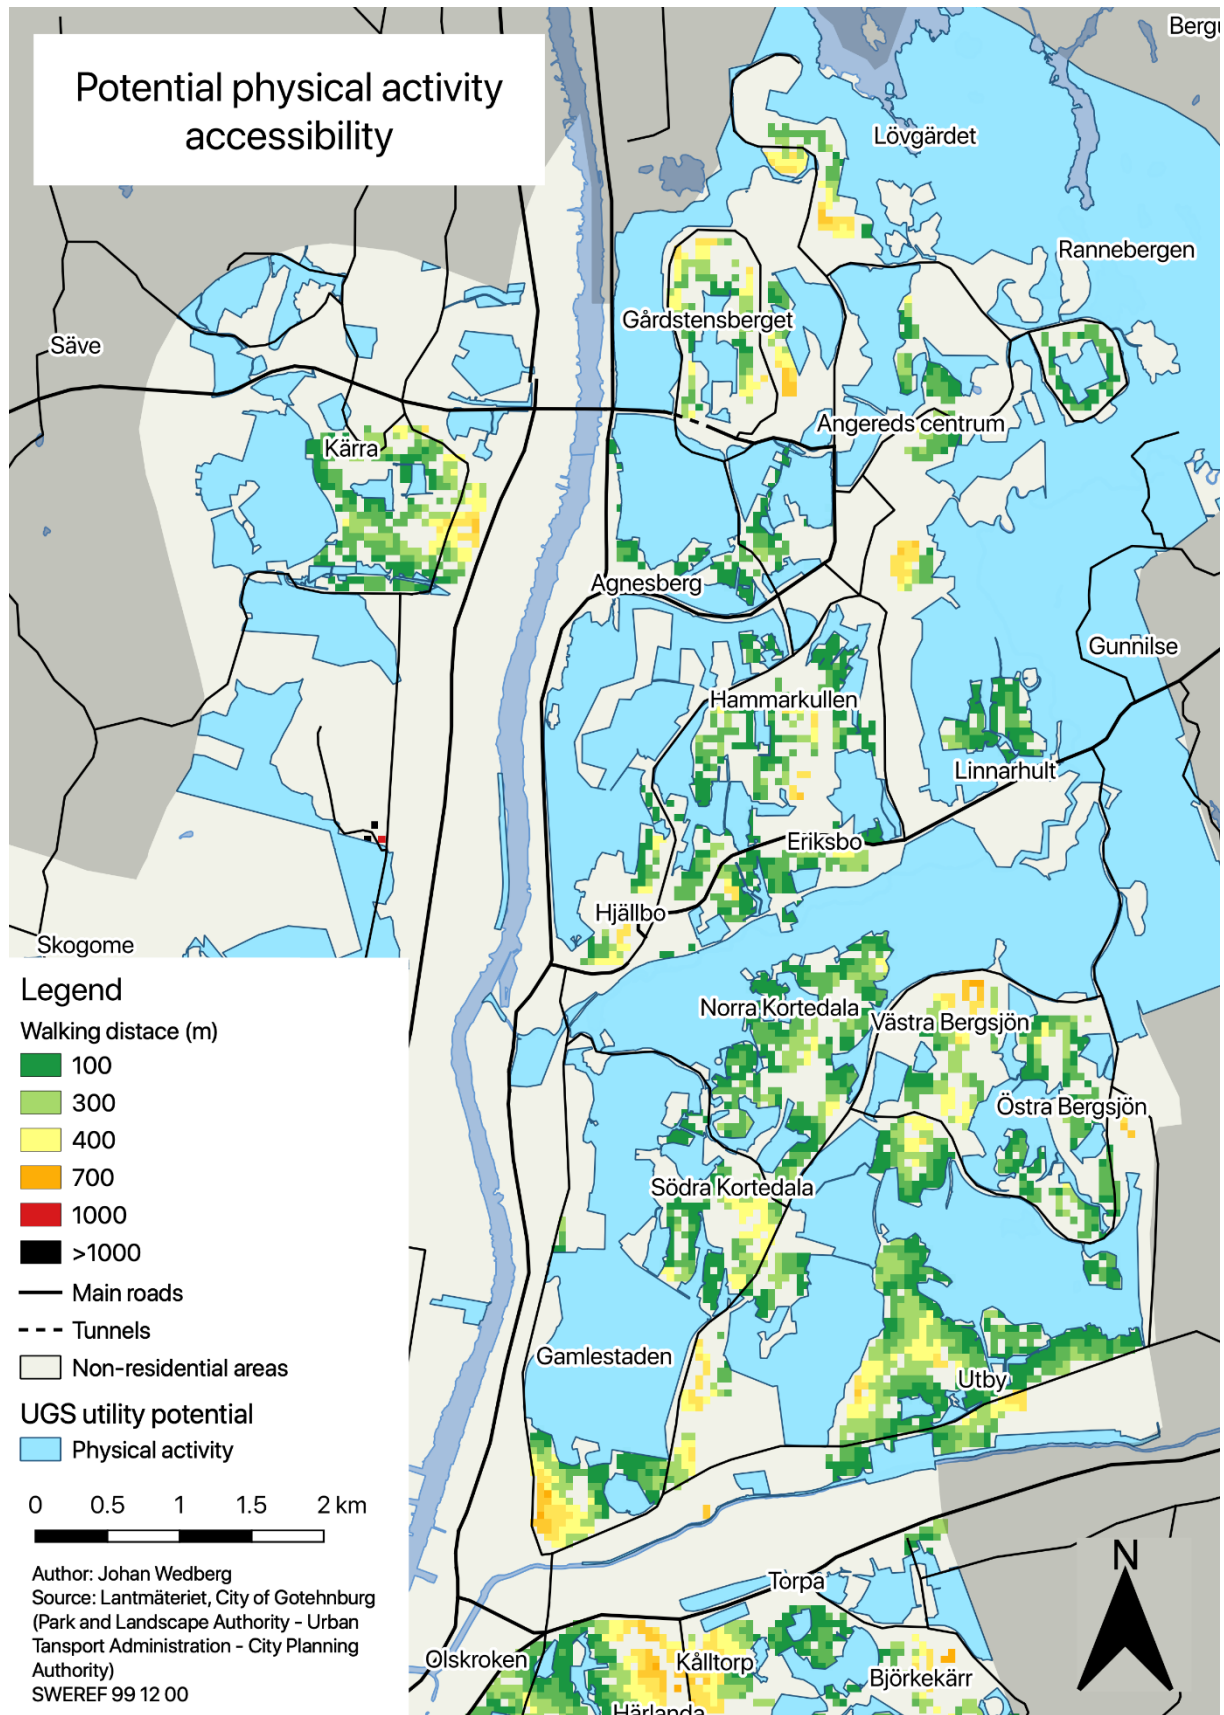 Potential physical activity
accessibility
Lövgärdet
Rannebergen
Gårdstensberget
Säve
Angereds centrum
Kärra
Agnesberg
Gunnilse
Hammarkullen
Linnarhult
Eriksbo
Hjällbo
Skogome
Norra Kortedala
Västra Bergsjön
Östra Bergsjön
Södra Kortedala
Gamlestaden
Utby
Torpa
Olskroken
Kålltorp
Björkekärr
Härlanda
Legend
Walking distace (m)
100
300
400
700
1000
>1000
Main roads
Tunnels
Non-residential areas
UGS utility potential
Physical activity
0 0.5 1 1.5 2 km
Author: Johan Wedberg
Source: Lantmäteriet, City of Gotehnburg
(Park and Landscape Authority - Urban
Tansport Administration - City Planning
Authority)
SWEREF 99 12 00
N